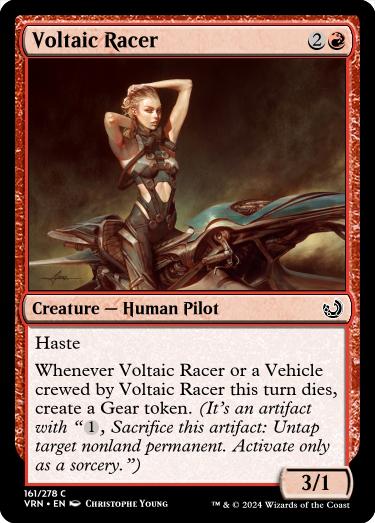 Voltaic Racer 2
Creature — Human Pilot
Haste
Whenever Voltaic Racer or a Vehicle
crewed by Voltaic Racer this turn dies,
create a Gear token. (It's an artifact
with “1, Sacrifice this artifact: Untap
target nonland permanent. Activate only
as a sorcery.”)
3/1
161/278 C
VRN • EN Christophe Young ™ & © 2024 Wizards of the Coast